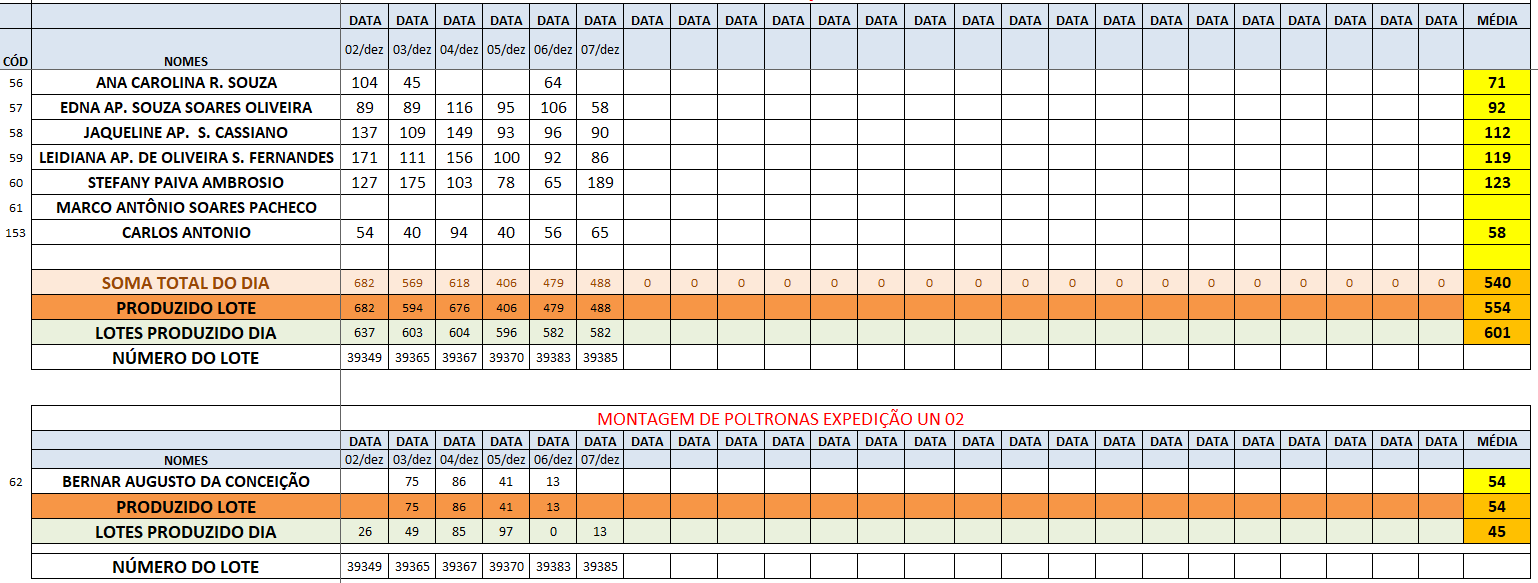 DATA DATA DATA DATA DATA DATA DATA DATA DATA DATA DATA DATA DATA DATA DATA DATA DATA DATA DATA DATA DATA DATA DATA DATA MÉDIA
CÓD NOMES 02/dez 03/dez 04/dez 05/dez 06/dez 07/dez
56 ANA CAROLINA R. SOUZA 104 45 64 71
57 EDNA AP. SOUZA SOARES OLIVEIRA 89 89 116 95 106 58 92
58 JAQUELINE AP. S. CASSIANO 137 109 149 93 96 90 112
59 LEIDIANA AP. DE OLIVEIRA S. FERNANDES 171 111 156 100 92 86 119
60 STEFANY PAIVA AMBROSIO 127 175 103 78 65 189 123
61 MARCO ANTÔNIO SOARES PACHECO
153 CARLOS ANTONIO 54 40 94 40 56 65 58
SOMA TOTAL DO DIA 682 569 618 406 479 488 0 0 0 0 0 0 0 0 0 0 0 0 0 0 0 0 0 0 540
PRODUZIDO LOTE 682 594 676 406 479 488 554
LOTES PRODUZIDO DIA 637 603 604 596 582 582 601
NÚMERO DO LOTE 39349 39365 39367 39370 39383 39385
MONTAGEM DE POLTRONAS EXPEDIÇÃO UN 02
DATA DATA DATA DATA DATA DATA DATA DATA DATA DATA DATA DATA DATA DATA DATA DATA DATA DATA DATA DATA DATA DATA DATA DATA MÉDIA
NOMES 02/dez 03/dez 04/dez 05/dez 06/dez 07/dez
62 BERNAR AUGUSTO DA CONCEIÇÃO 75 86 41 13 54
PRODUZIDO LOTE 75 86 41 13 54
LOTES PRODUZIDO DIA 26 49 85 97 0 13 45
NÚMERO DO LOTE 39349 39365 39367 39370 39383 39385